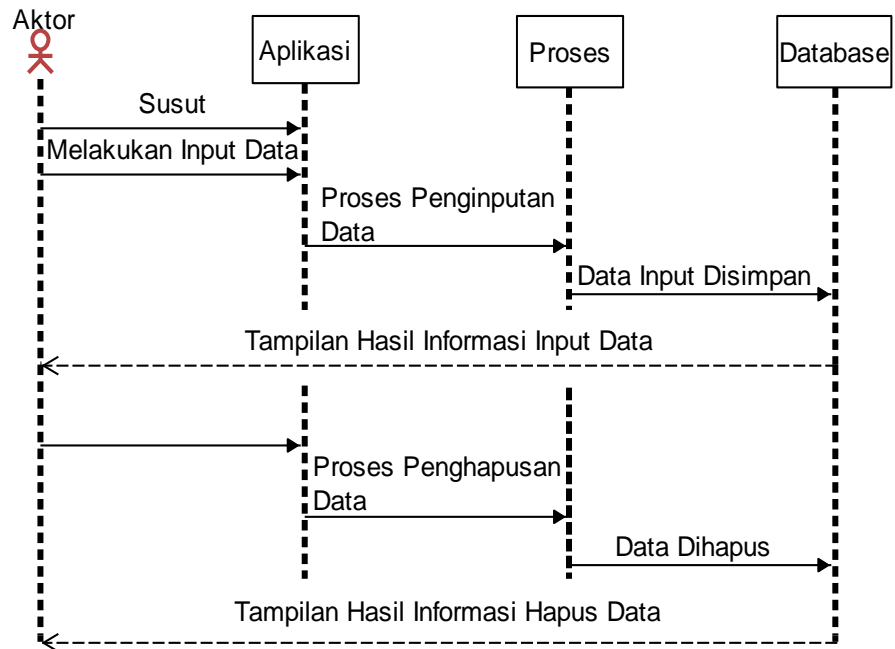 Aktor
Aplikasi
Proses
Database
Susut
Melakukan Input Data
Proses Penginputan
Data
Data Input Disimpan
Tampilan Hasil Informasi Input Data
Proses Penghapusan
Data
Data Dihapus
Tampilan Hasil Informasi Hapus Data